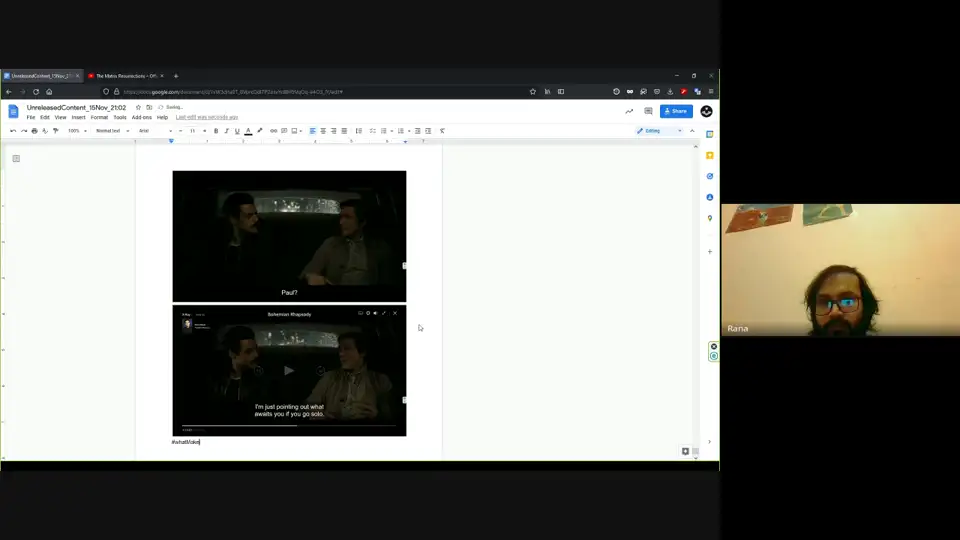 UnreleasedContent_15Nov_21
The Matrix Resurrections – Offi
UnreleasedContent_15Nov_21:02
Saving…
File Edit View Insert Format Tools Add-ons Help
Last edit was seconds ago
Share
100% Normal text Arial 11
Editing
Paul?
Bohemian Rhapsody
I'm just pointing out what
awaits you if you go solo.
Rana